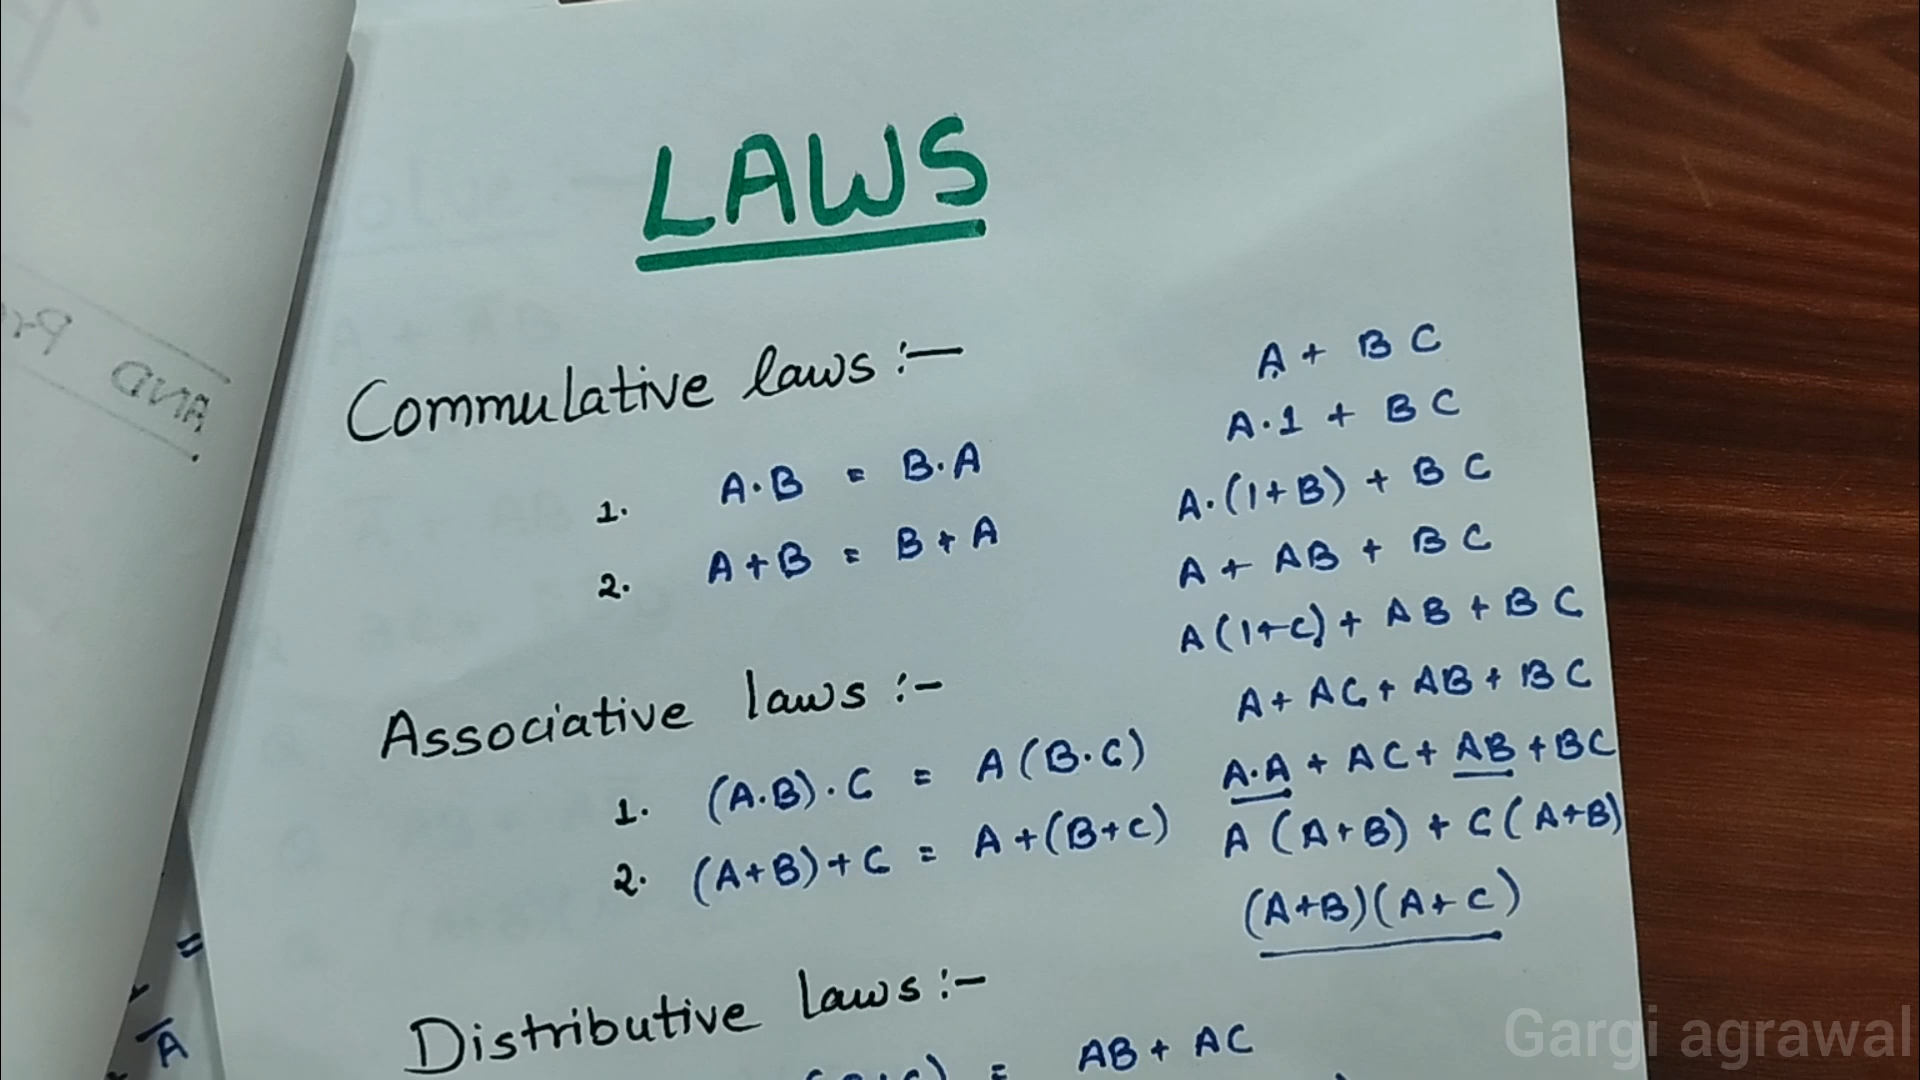 LAWS
Commulative laws :-
1. A.B = B.A
2. A+B = B+A
Associative laws :-
1. (A.B).C = A(B.C)
2. (A+B)+C = A+(B+C)
Distributive laws :-
= AB + AC
A + BC
A.1 + BC
A.(1+B) + BC
A + AB + BC
A(1+C) + AB + BC
A + AC + AB + BC
A.A + AC + AB + BC
A (A+B) + C (A+B)
(A+B)(A+C)
AND
=
A̅
Gargi agrawal